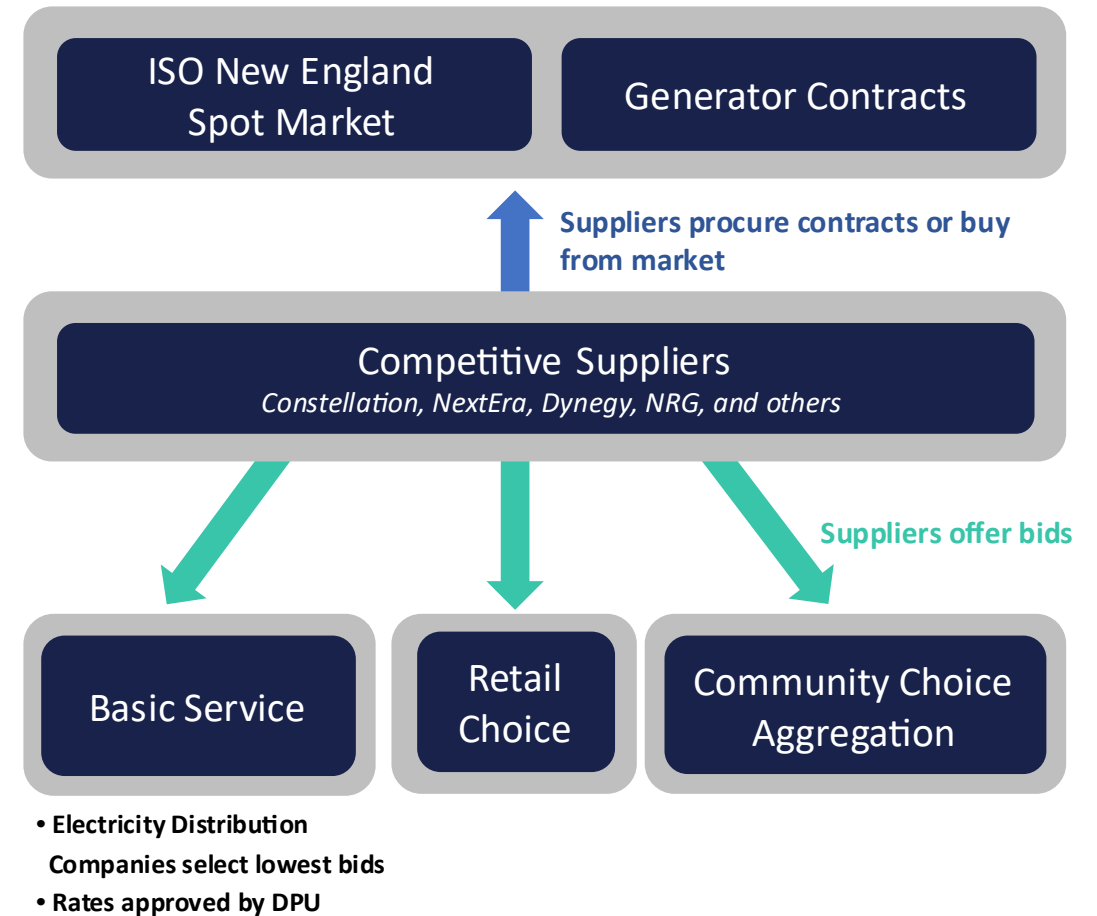 ISO New England
Spot Market
Generator Contracts
Suppliers procure contracts or buy
from market
Competitive Suppliers
Constellation, NextEra, Dynegy, NRG, and others
Suppliers offer bids
Basic Service
Retail
Choice
Community Choice
Aggregation
• Electricity Distribution
Companies select lowest bids
• Rates approved by DPU